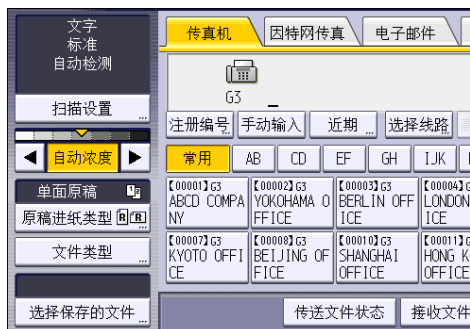 文字
标准
自动检测
扫描设置
自动浓度
单面原稿
原稿进纸类型
文件类型
选择保存的文件
传真机 因特网传真 电子邮件
G3 _
注册编号 手动输入 近期 选择线路
常用 AB CD EF GH IJK
【00001】G3 【00002】G3 【00003】G3 【00004】G
ABCD COMPA YOKOHAMA O BERLIN OFF LONDON
NY FFICE ICE ICE
【00007】G3 【00008】G3 【00010】G3 【00011】G
KYOTO OFFI BEIJING OF SHANGHAI HONG K
CE FICE OFFICE OFFICE
传送文件状态 接收文件